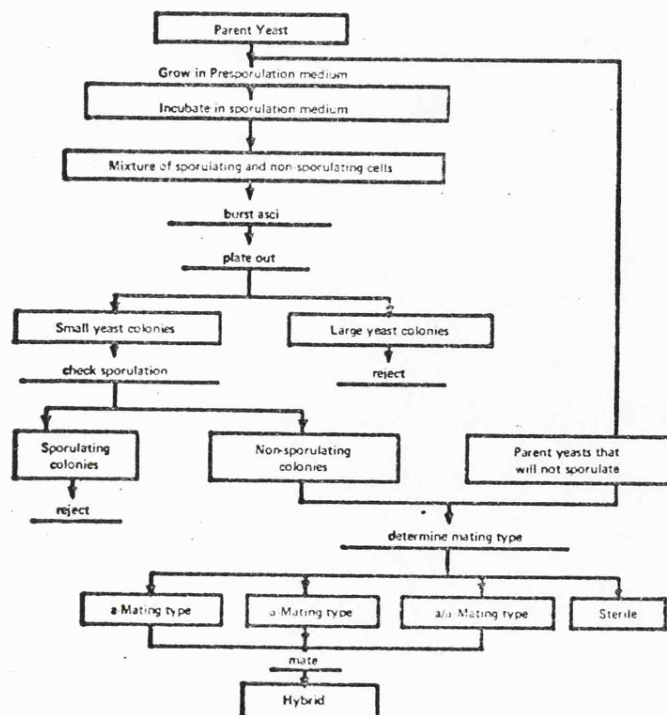 Parent Yeast
Grow in Presporulation medium
Incubate in sporulation medium
Mixture of sporulating and non-sporulating cells
burst asci
plate out
Small yeast colonies
Large yeast colonies
check sporulation
reject
Sporulating
colonies
Non-sporulating
colonies
Parent yeasts that
will not sporulate
reject
determine mating type
a-Mating type
α-Mating type
a/α-Mating type
Sterile
mate
Hybrid